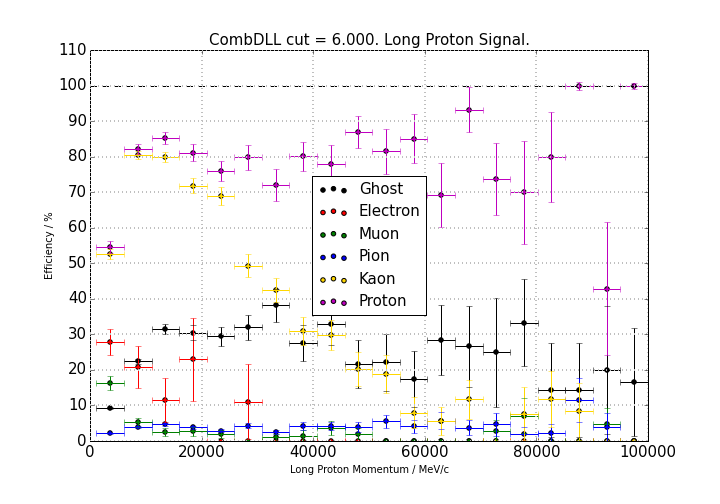 CombDLL cut = 6.000. Long Proton Signal.
110
100
90
80
70
60
50
40
30
20
10
0
Efficiency / %
Ghost
Electron
Muon
Pion
Kaon
Proton
0 20000 40000 60000 80000 100000
Long Proton Momentum / MeV/c